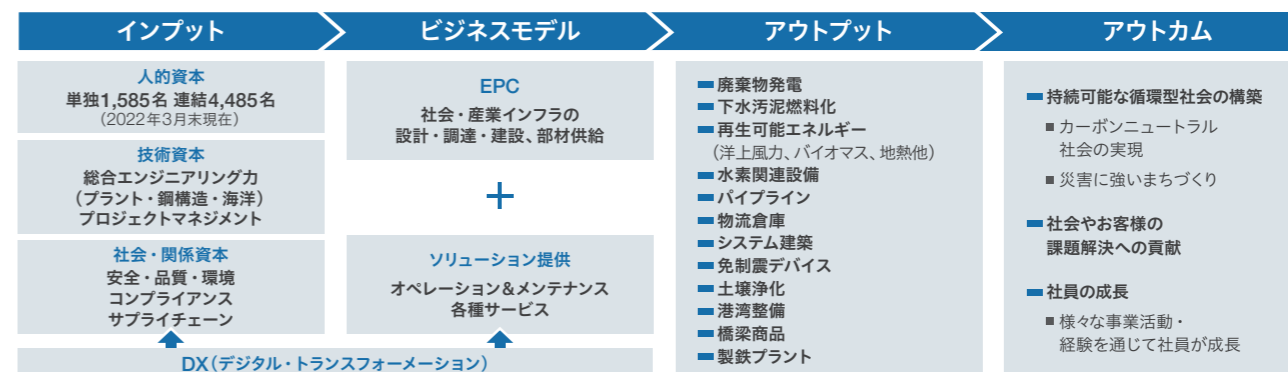 インプット
ビジネスモデル
アウトプット
アウトカム
人的資本
単独1,585名 連結4,485名
(2022年3月末現在)
技術資本
総合エンジニアリング力
(プラント・鋼構造・海洋)
プロジェクトマネジメント
社会・関係資本
安全・品質・環境
コンプライアンス
サプライチェーン
EPC
社会・産業インフラの
設計・調達・建設、部材供給
+
ソリューション提供
オペレーション&メンテナンス
各種サービス
DX(デジタル・トランスフォーメーション)
廃棄物発電
下水汚泥燃料化
再生可能エネルギー
(洋上風力、バイオマス、地熱他)
水素関連設備
パイプライン
物流倉庫
システム建築
免制震デバイス
土壌浄化
港湾整備
橋梁商品
製鉄プラント
持続可能な循環型社会の構築
カーボンニュートラル
社会の実現
災害に強いまちづくり
社会やお客様の
課題解決への貢献
社員の成長
様々な事業活動・
経験を通じて社員が成長